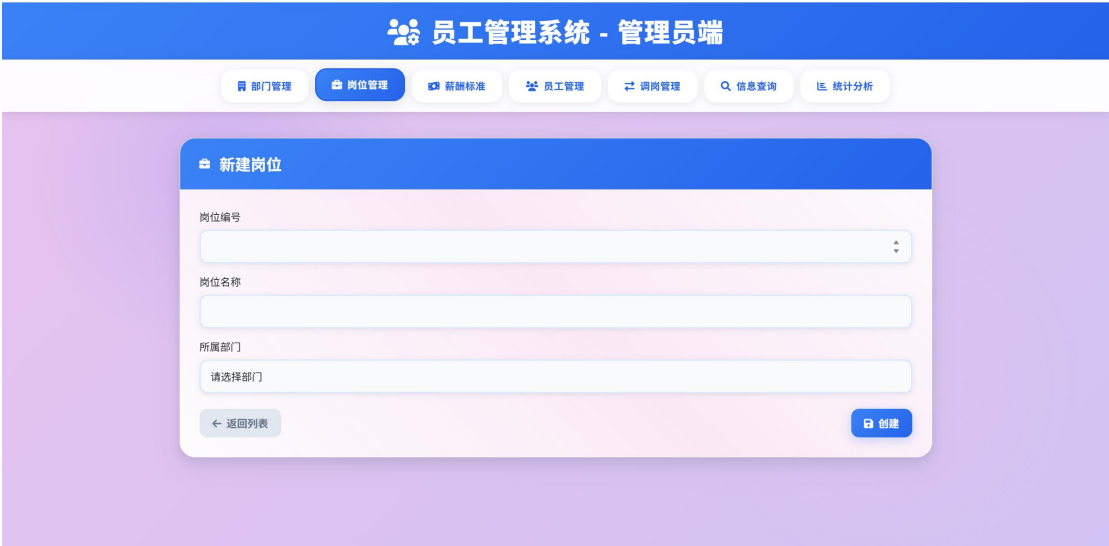 员工管理系统 - 管理员端
部门管理 岗位管理 薪酬标准 员工管理 调岗管理 信息查询 统计分析
新建岗位
岗位编号
岗位名称
所属部门
请选择部门
返回列表 创建